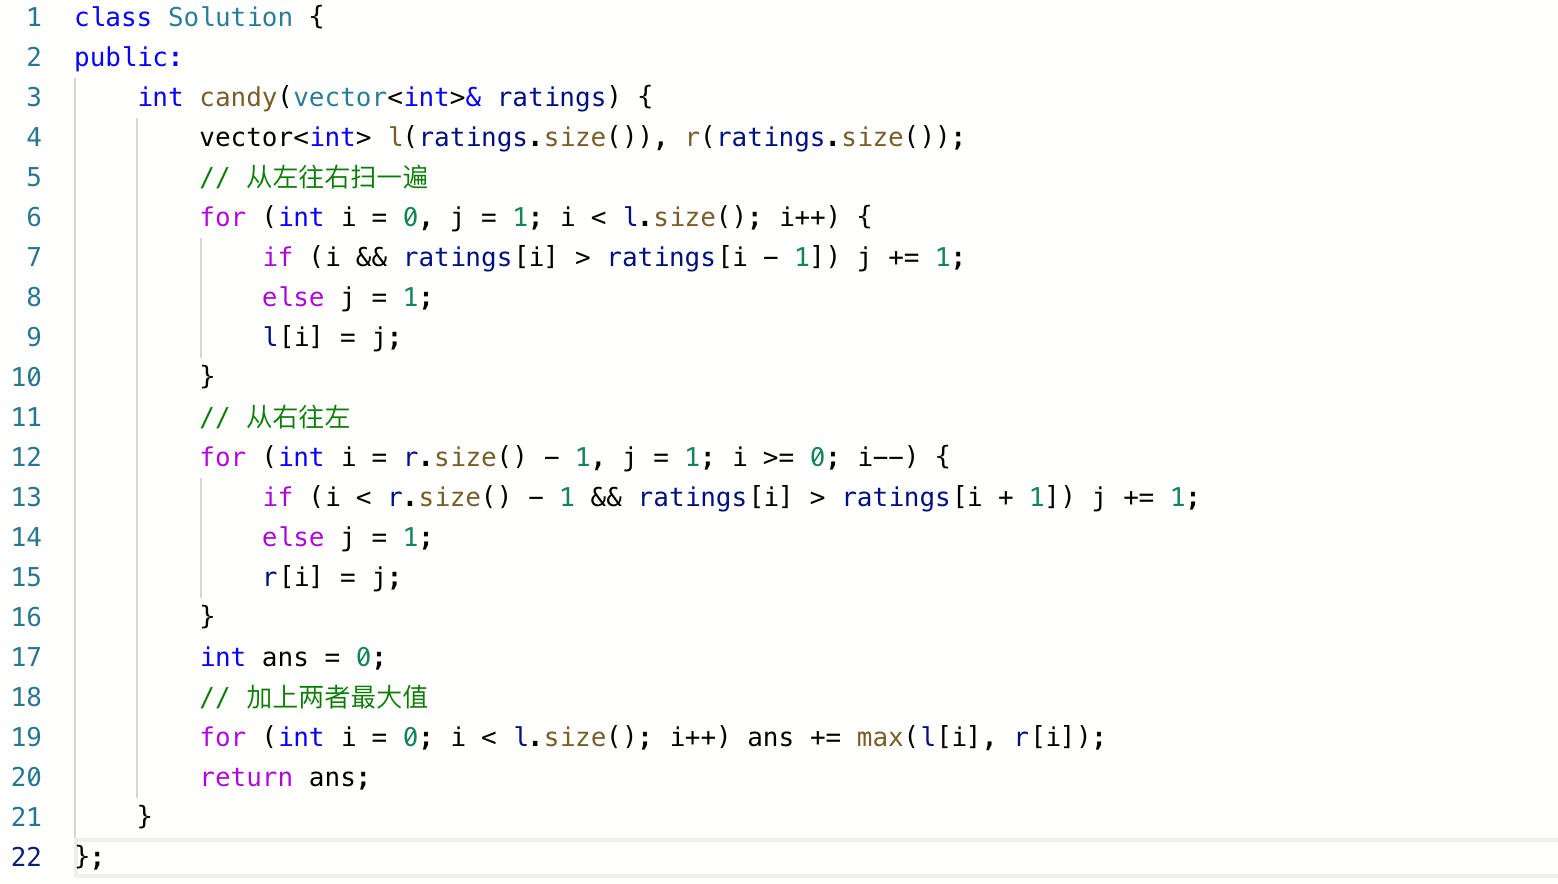 1 class Solution {
2 public:
3     int candy(vector<int>& ratings) {
4         vector<int> l(ratings.size()), r(ratings.size());
5         // 从左往右扫一遍
6         for (int i = 0, j = 1; i < l.size(); i++) {
7             if (i && ratings[i] > ratings[i - 1]) j += 1;
8             else j = 1;
9             l[i] = j;
10         }
11         // 从右往左
12         for (int i = r.size() - 1, j = 1; i >= 0; i--) {
13             if (i < r.size() - 1 && ratings[i] > ratings[i + 1]) j += 1;
14             else j = 1;
15             r[i] = j;
16         }
17         int ans = 0;
18         // 加上两者最大值
19         for (int i = 0; i < l.size(); i++) ans += max(l[i], r[i]);
20         return ans;
21     }
22 };